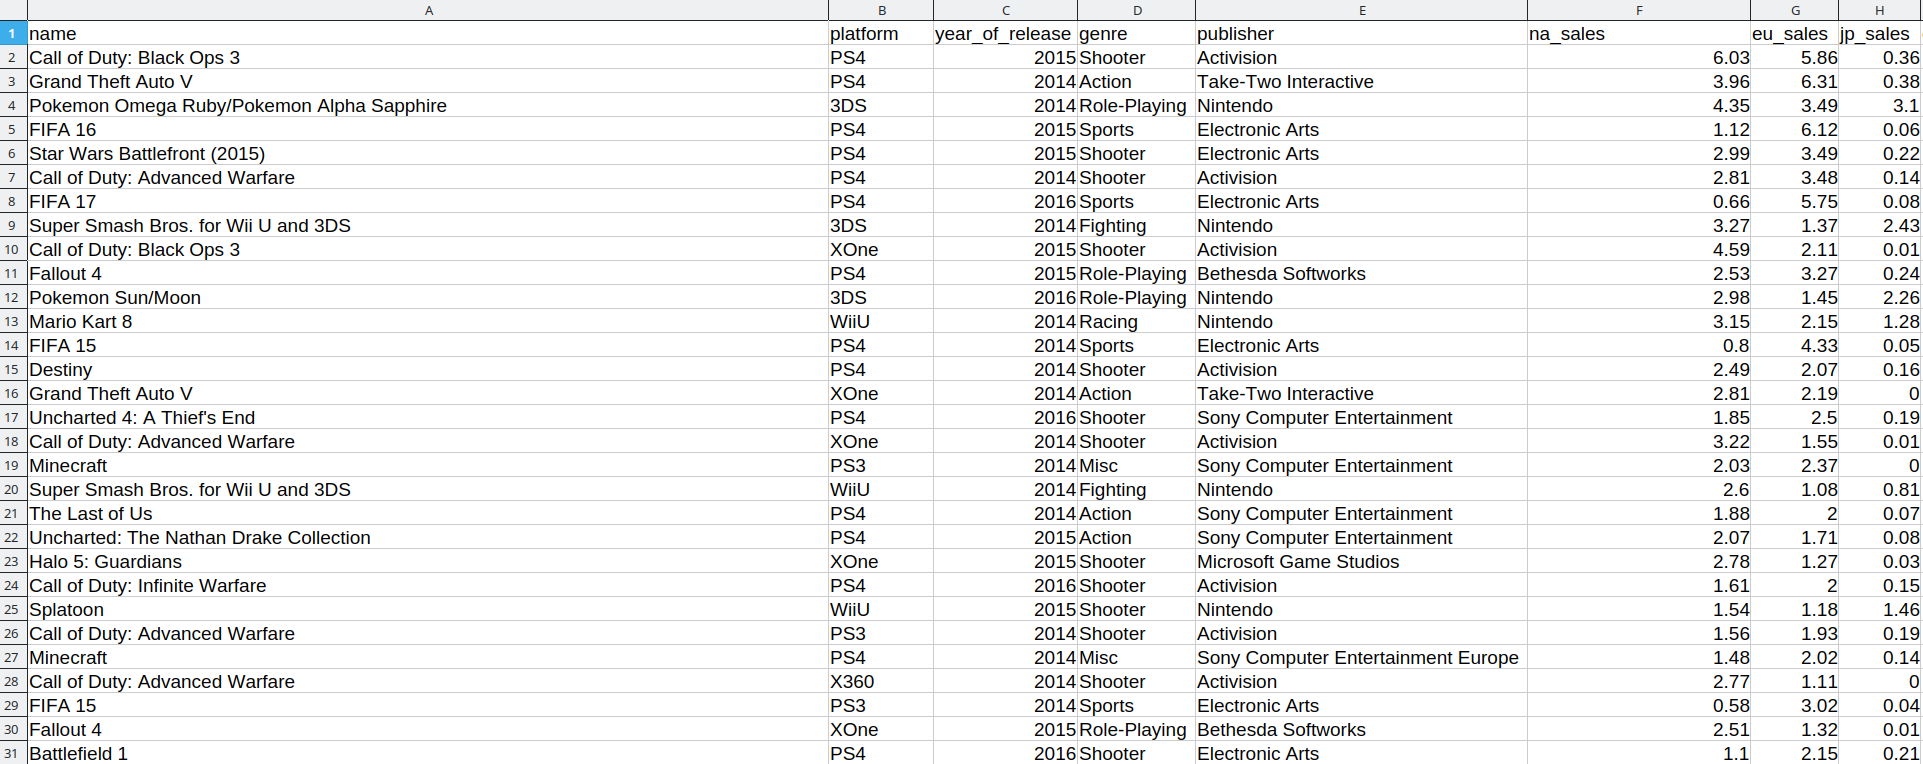 A B C D E F G H
1 name platform year_of_release genre publisher na_sales eu_sales jp_sales
2 Call of Duty: Black Ops 3 PS4 2015 Shooter Activision 6.03 5.86 0.36
3 Grand Theft Auto V PS4 2014 Action Take-Two Interactive 3.96 6.31 0.38
4 Pokemon Omega Ruby/Pokemon Alpha Sapphire 3DS 2014 Role-Playing Nintendo 4.35 3.49 3.1
5 FIFA 16 PS4 2015 Sports Electronic Arts 1.12 6.12 0.06
6 Star Wars Battlefront (2015) PS4 2015 Shooter Electronic Arts 2.99 3.49 0.22
7 Call of Duty: Advanced Warfare PS4 2014 Shooter Activision 2.81 3.48 0.14
8 FIFA 17 PS4 2016 Sports Electronic Arts 0.66 5.75 0.08
9 Super Smash Bros. for Wii U and 3DS 3DS 2014 Fighting Nintendo 3.27 1.37 2.43
10 Call of Duty: Black Ops 3 XOne 2015 Shooter Activision 4.59 2.11 0.01
11 Fallout 4 PS4 2015 Role-Playing Bethesda Softworks 2.53 3.27 0.24
12 Pokemon Sun/Moon 3DS 2016 Role-Playing Nintendo 2.98 1.45 2.26
13 Mario Kart 8 WiiU 2014 Racing Nintendo 3.15 2.15 1.28
14 FIFA 15 PS4 2014 Sports Electronic Arts 0.8 4.33 0.05
15 Destiny PS4 2014 Shooter Activision 2.49 2.07 0.16
16 Grand Theft Auto V XOne 2014 Action Take-Two Interactive 2.81 2.19 0
17 Uncharted 4: A Thief's End PS4 2016 Shooter Sony Computer Entertainment 1.85 2.5 0.19
18 Call of Duty: Advanced Warfare XOne 2014 Shooter Activision 3.22 1.55 0.01
19 Minecraft PS3 2014 Misc Sony Computer Entertainment 2.03 2.37 0
20 Super Smash Bros. for Wii U and 3DS WiiU 2014 Fighting Nintendo 2.6 1.08 0.81
21 The Last of Us PS4 2014 Action Sony Computer Entertainment 1.88 2 0.07
22 Uncharted: The Nathan Drake Collection PS4 2015 Action Sony Computer Entertainment 2.07 1.71 0.08
23 Halo 5: Guardians XOne 2015 Shooter Microsoft Game Studios 2.78 1.27 0.03
24 Call of Duty: Infinite Warfare PS4 2016 Shooter Activision 1.61 2 0.15
25 Splatoon WiiU 2015 Shooter Nintendo 1.54 1.18 1.46
26 Call of Duty: Advanced Warfare PS3 2014 Shooter Activision 1.56 1.93 0.19
27 Minecraft PS4 2014 Misc Sony Computer Entertainment Europe 1.48 2.02 0.14
28 Call of Duty: Advanced Warfare X360 2014 Shooter Activision 2.77 1.11 0
29 FIFA 15 PS3 2014 Sports Electronic Arts 0.58 3.02 0.04
30 Fallout 4 XOne 2015 Role-Playing Bethesda Softworks 2.51 1.32 0.01
31 Battlefield 1 PS4 2016 Shooter Electronic Arts 1.1 2.15 0.21